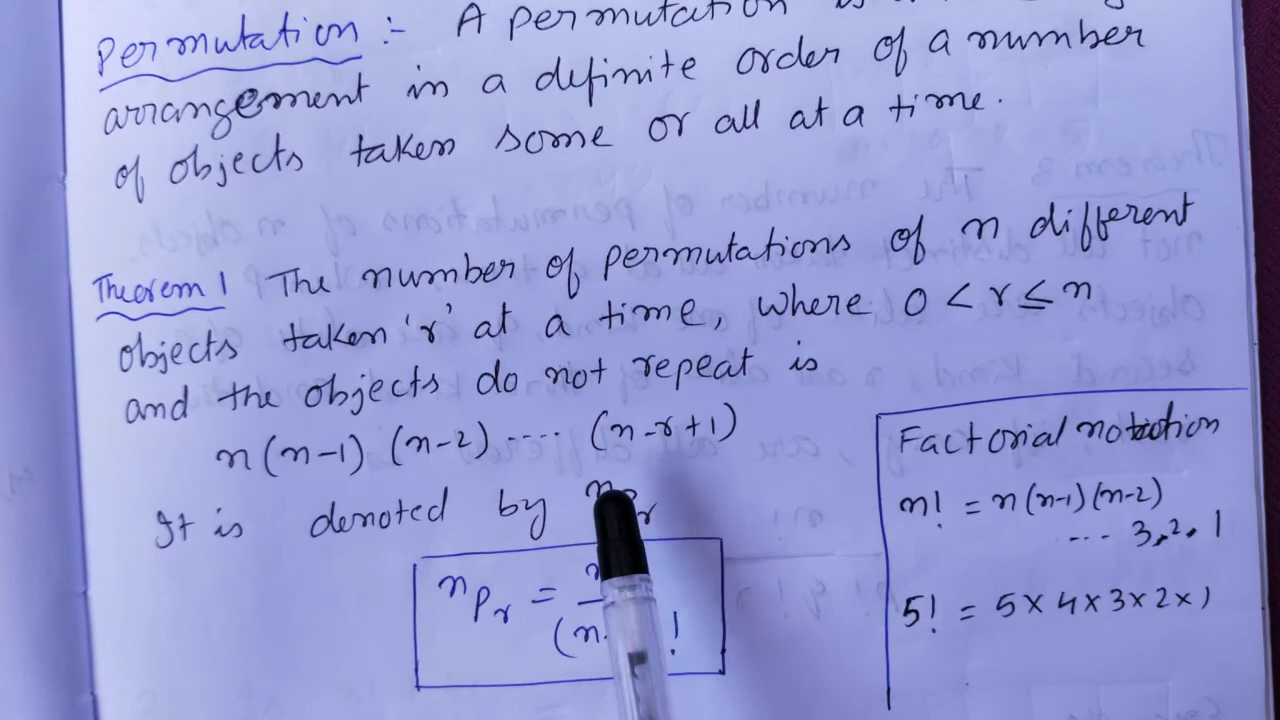 Permutation :- A permutation
arrangement in a definite order of a number
of objects taken some or all at a time.
Theorem 1 The number of permutations of n different
objects taken 'r' at a time, where 0 < r ≤ n
and the objects do not repeat is
n(n-1) (n-2) ..... (n-r+1)
It is denoted by nPr
nPr = (n !
Factorial notation
n! = n(n-1)(n-2)
... 3.2.1
5! = 5×4×3×2×1